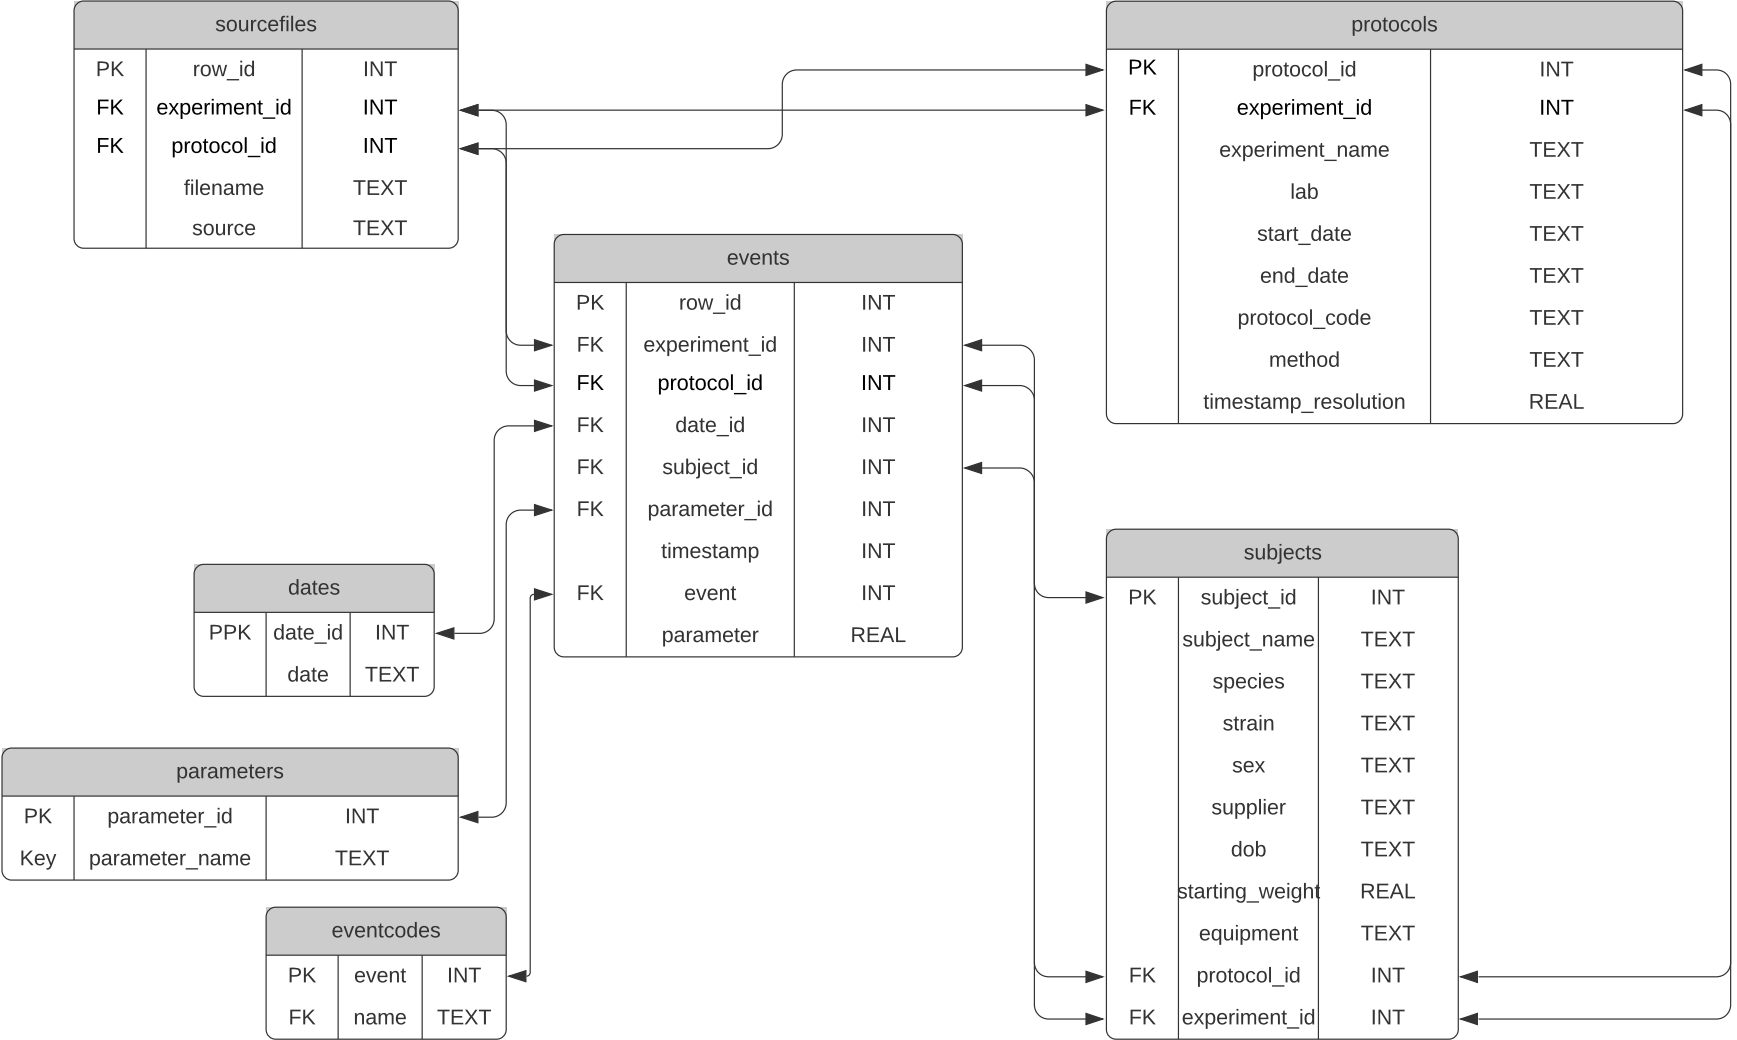 sourcefiles
PK row_id INT
FK experiment_id INT
FK protocol_id INT
filename TEXT
source TEXT
protocols
PK protocol_id INT
FK experiment_id INT
experiment_name TEXT
lab TEXT
start_date TEXT
end_date TEXT
protocol_code TEXT
method TEXT
timestamp_resolution REAL
events
PK row_id INT
FK experiment_id INT
FK protocol_id INT
FK date_id INT
FK subject_id INT
FK parameter_id INT
timestamp INT
FK event INT
parameter REAL
dates
PPK date_id INT
date TEXT
subjects
PK subject_id INT
subject_name TEXT
species TEXT
strain TEXT
sex TEXT
supplier TEXT
dob TEXT
starting_weight REAL
equipment TEXT
FK protocol_id INT
FK experiment_id INT
parameters
PK parameter_id INT
Key parameter_name TEXT
eventcodes
PK event INT
FK name TEXT